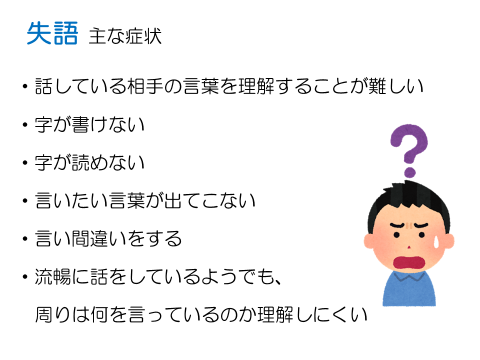 失語 主な症状
・話している相手の言葉を理解することが難しい
・字が書けない
・字が読めない
・言いたい言葉が出てこない
・言い間違いをする
・流暢に話をしているようでも、
周りは何を言っているのか理解しにくい
?